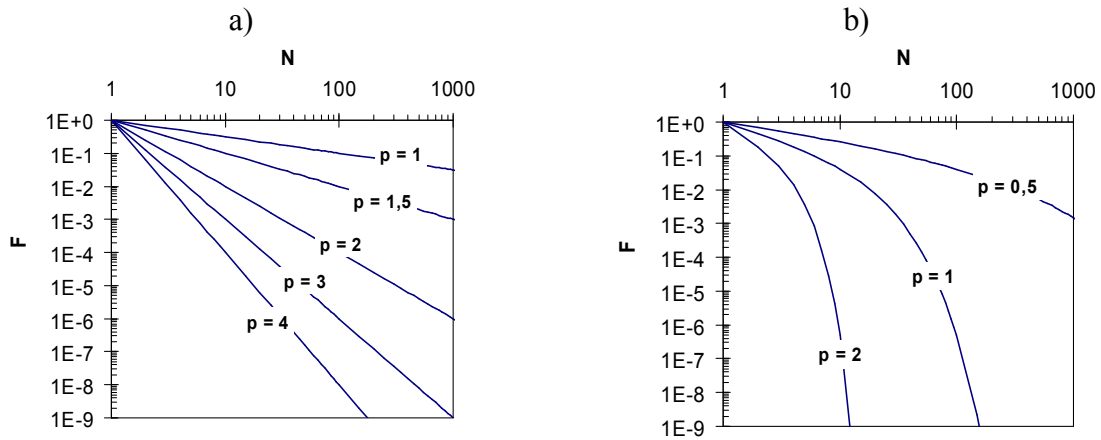 a)
N
1 10 100 1000
1E+0
1E-1
1E-2
1E-3
1E-4
1E-5
1E-6
1E-7
1E-8
1E-9
F
p = 1
p = 1,5
p = 2
p = 3
p = 4
b)
N
1 10 100 1000
1E+0
1E-1
1E-2
1E-3
1E-4
1E-5
1E-6
1E-7
1E-8
1E-9
F
p = 0,5
p = 1
p = 2